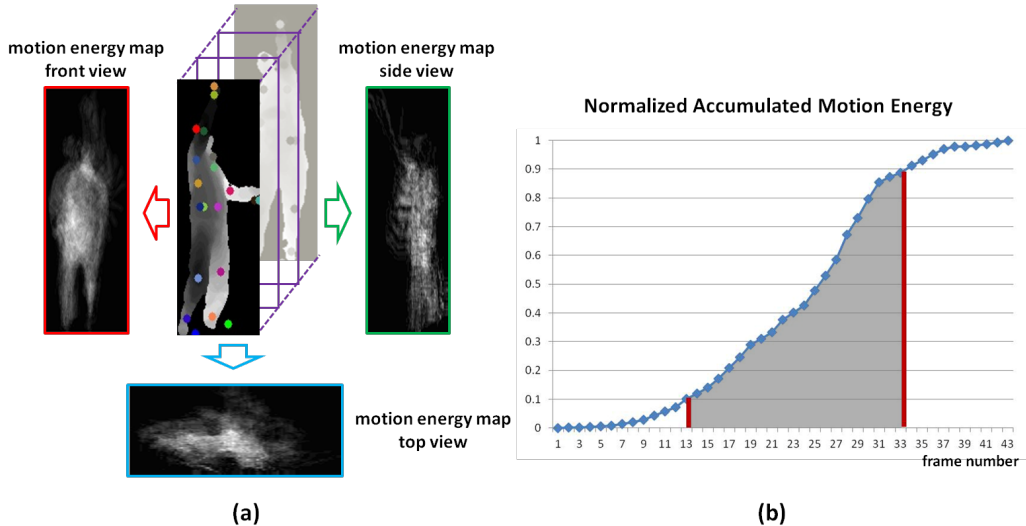 motion energy map
front view
motion energy map
side view
motion energy map
top view
(a)
Normalized Accumulated Motion Energy
1
0.9
0.8
0.7
0.6
0.5
0.4
0.3
0.2
0.1
0
1 3 5 7 9 11 13 15 17 19 21 23 25 27 29 31 33 35 37 39 41 43
frame number
(b)